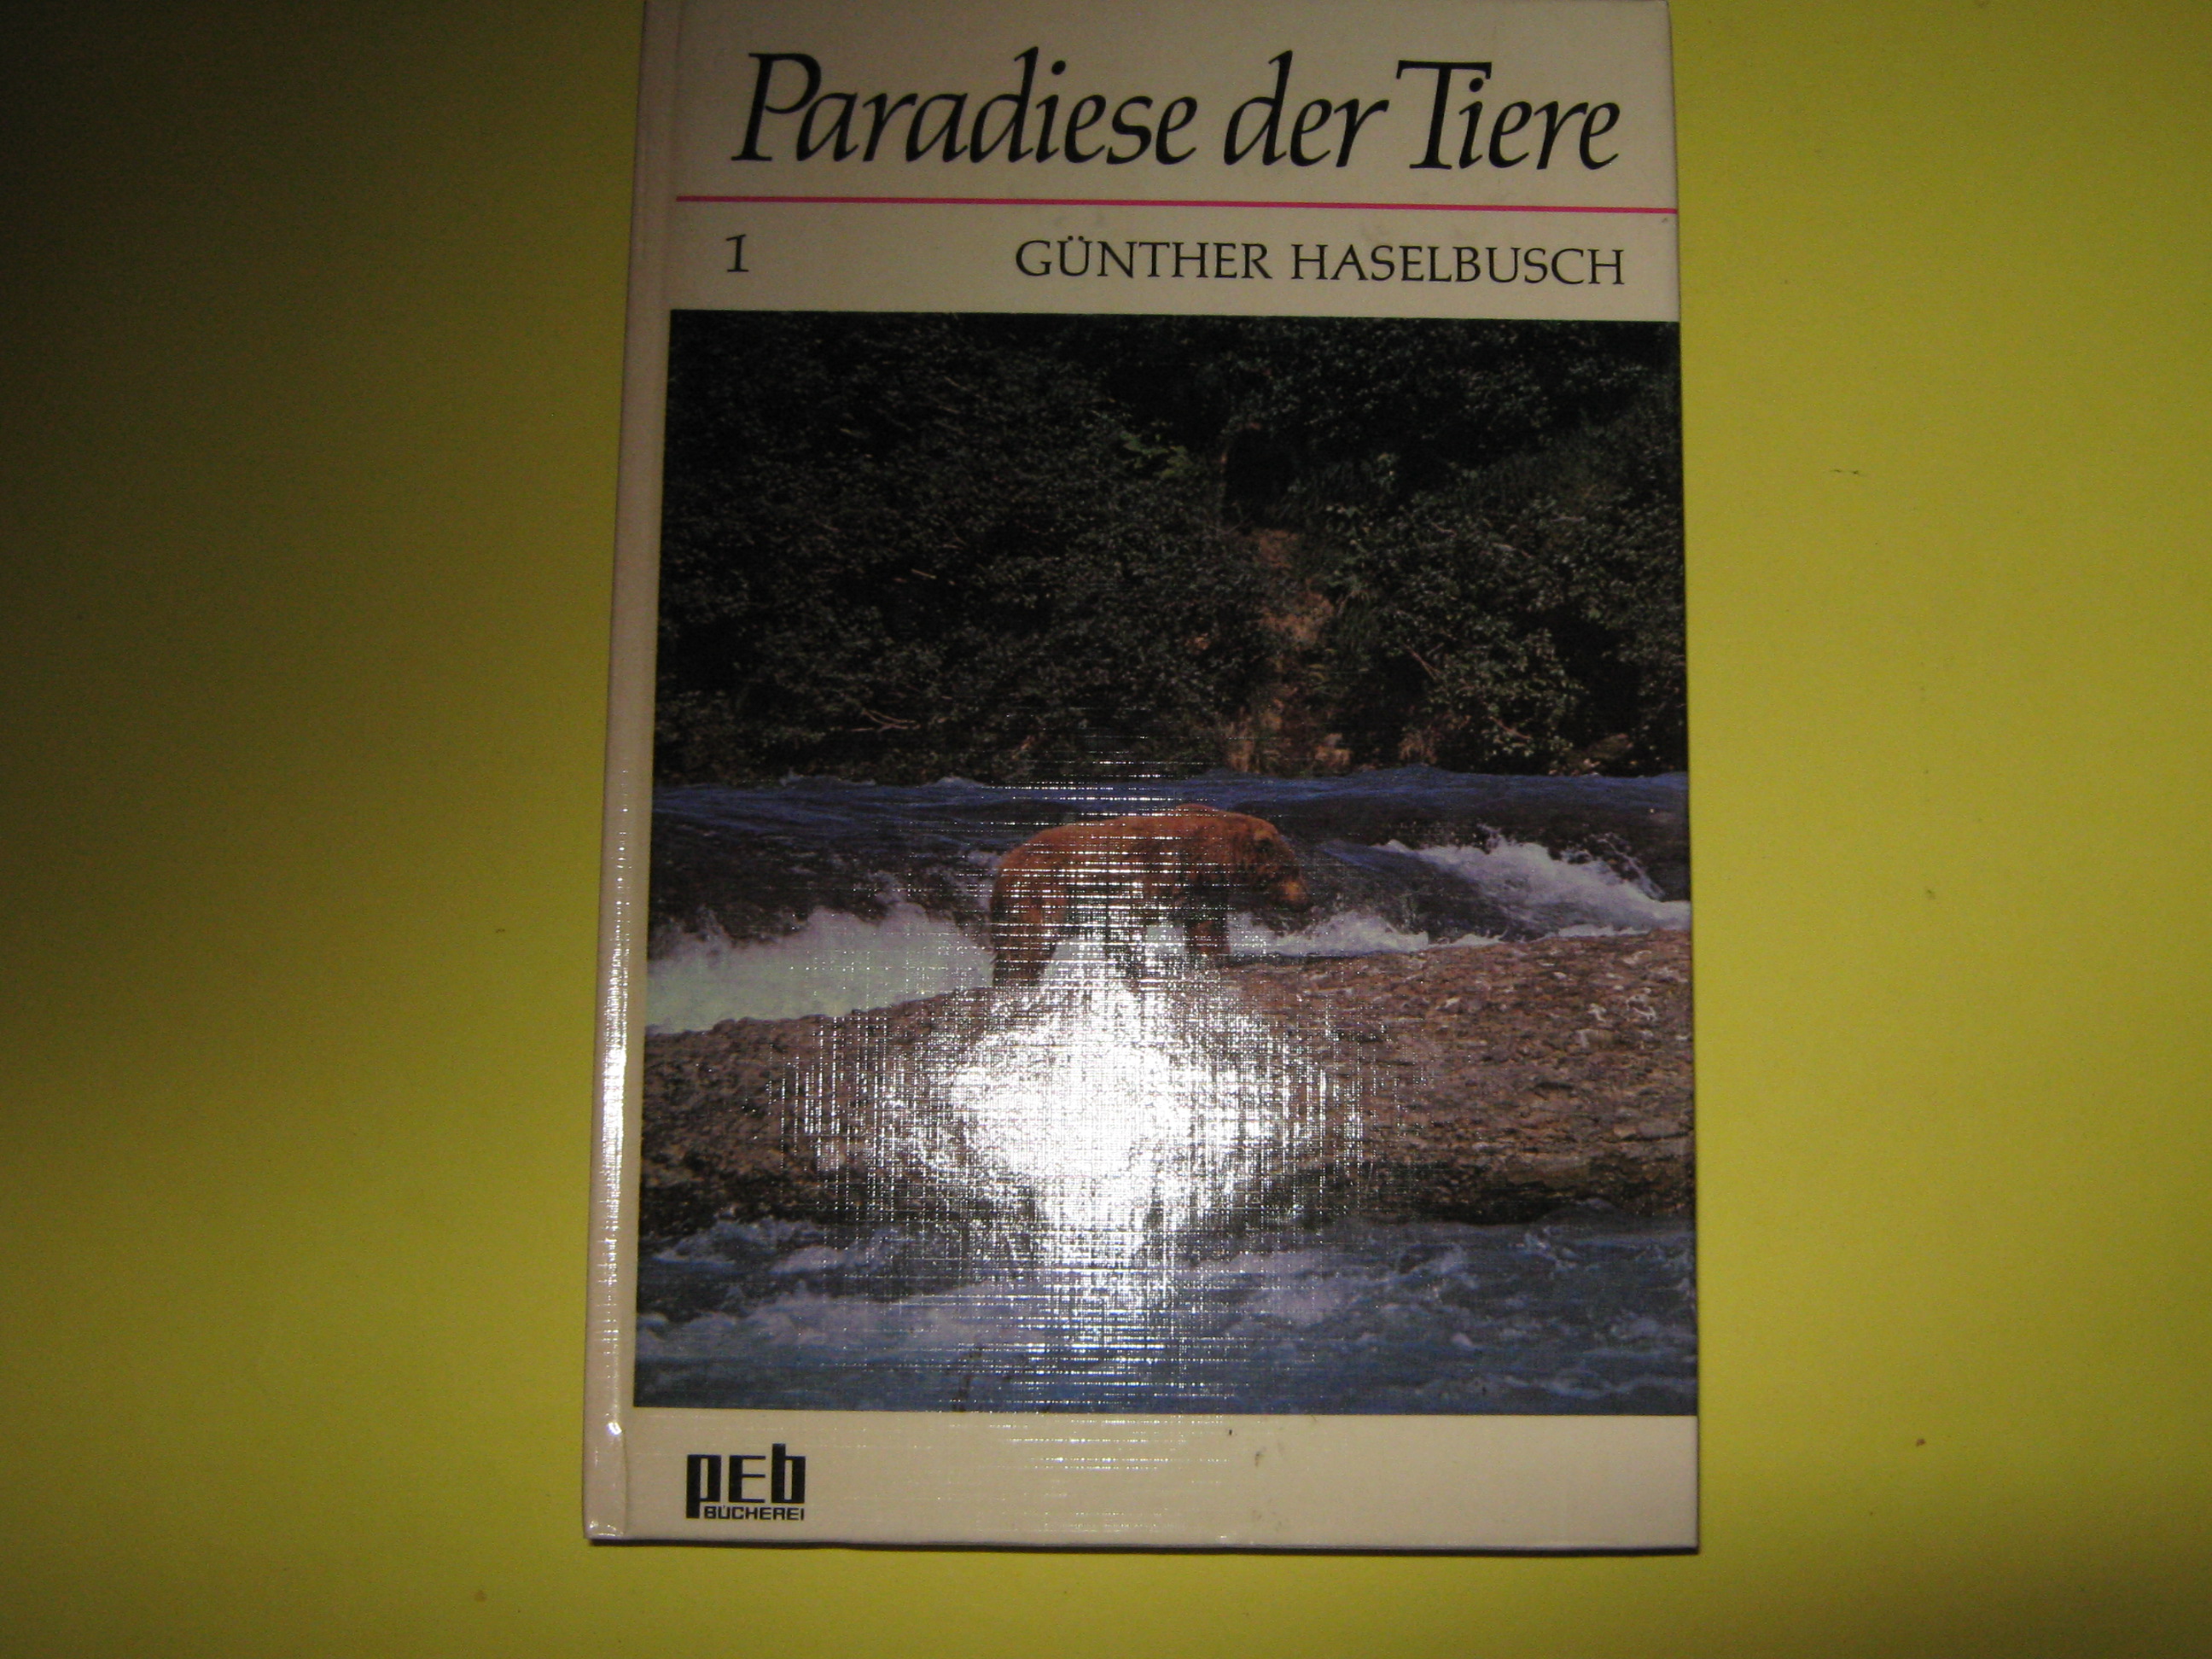 Paradiese der Tiere
1 GÜNTHER HASELBUSCH
pEb
BÜCHEREI